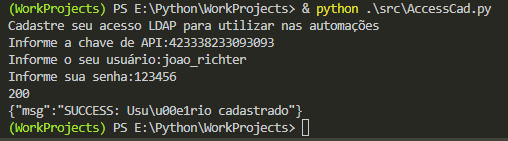 (WorkProjects) PS E:\Python\WorkProjects> & python .\src\AccessCad.py
Cadastre seu acesso LDAP para utilizar nas automações
Informe a chave de API:423338233093093
Informe o seu usuário:joao_richter
Informe sua senha:123456
200
{"msg":"SUCCESS: Usu\u00e1rio cadastrado"}
(WorkProjects) PS E:\Python\WorkProjects>